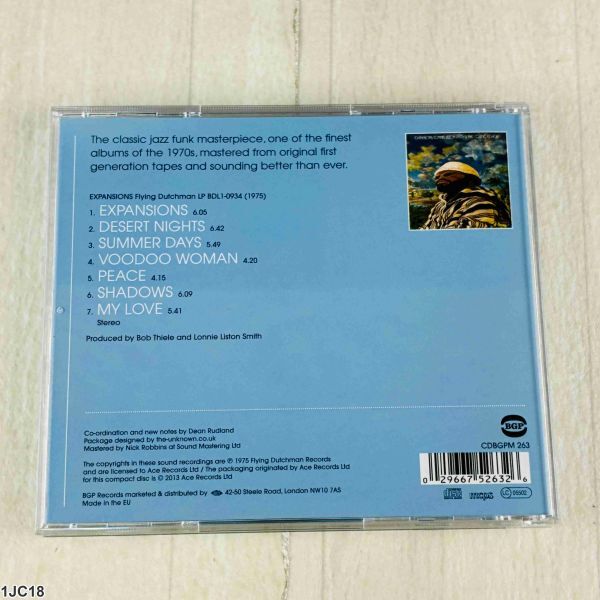 The classic jazz funk masterpiece, one of the finest
albums of the 1970s, mastered from original first
generation tapes and sounding better than ever.
EXPANSIONS Flying Dutchman LP BDL1-0934 (1975)
1. EXPANSIONS 6.05
2. DESERT NIGHTS 6.42
3. SUMMER DAYS 5.49
4. VOODOO WOMAN 4.20
5. PEACE 4.15
6. SHADOWS 6.09
7. MY LOVE 5.41
Stereo
Produced by Bob Thiele and Lonnie Liston Smith
Co-ordination and new notes by Dean Rudland
Package designed by the-unknown.co.uk
Mastered by Nick Robbins at Sound Mastering Ltd
The copyrights in these sound recordings are ℗ 1975 Flying Dutchman Records
and are licensed to Ace Records Ltd / The packaging originated by Ace Records Ltd
for this compact disc is © 2013 Ace Records Ltd
BGP Records marketed & distributed by 42-50 Steele Road, London NW10 7AS
Made in the EU
BGP
CDBGPM 263
0 29667 52632 6
mcps
LC 05502
1JC18